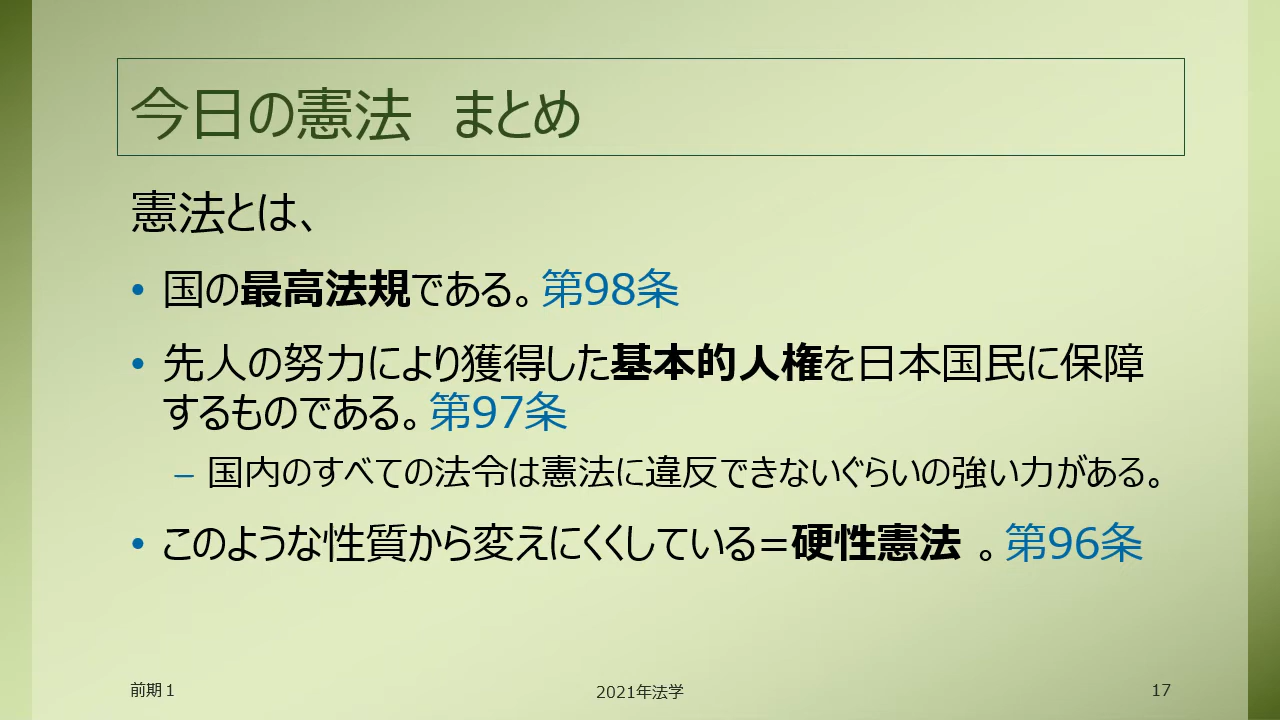 今日の憲法　まとめ
憲法とは、
• 国の最高法規である。第98条
• 先人の努力により獲得した基本的人権を日本国民に保障
するものである。第97条
– 国内のすべての法令は憲法に違反できないぐらいの強い力がある。
• このような性質から変えにくくしている＝硬性憲法 。第96条
前期１
2021年法学
17